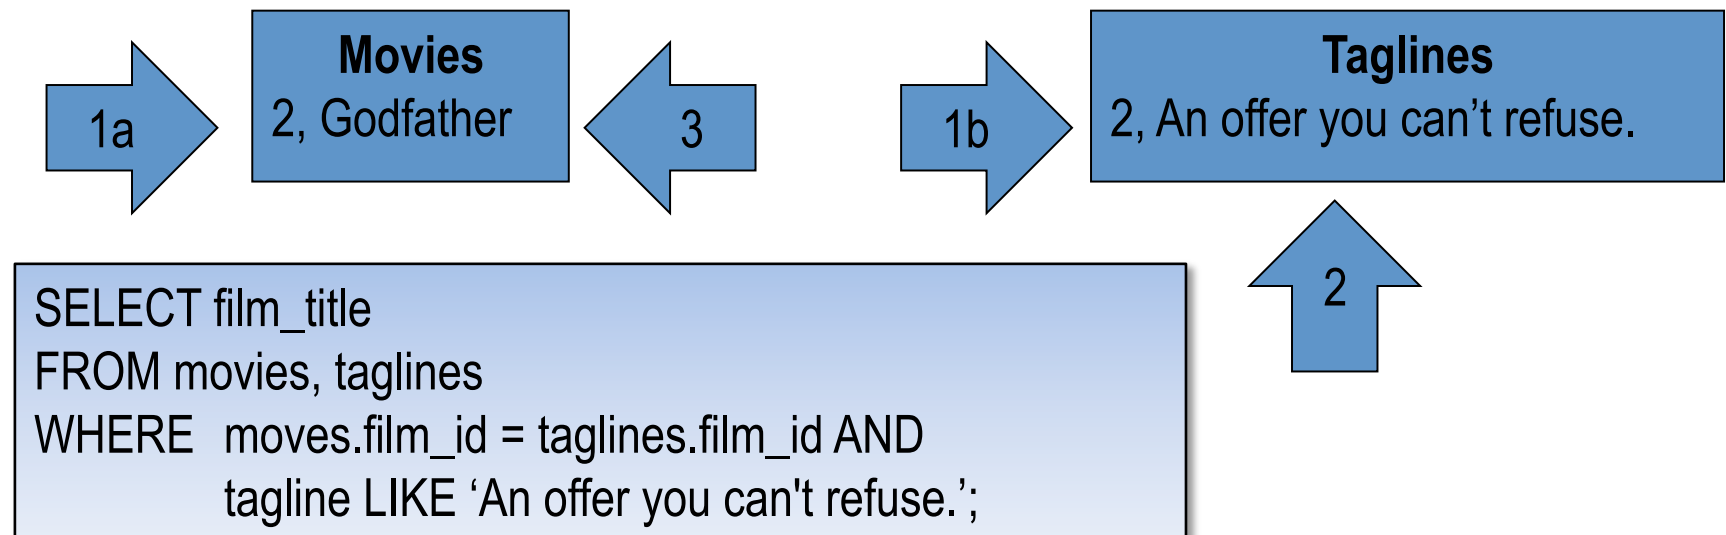 1a
Movies
2, Godfather
3
1b
Taglines
2, An offer you can’t refuse.
2
SELECT film_title
FROM movies, taglines
WHERE moves.film_id = taglines.film_id AND
tagline LIKE ‘An offer you can't refuse.’;